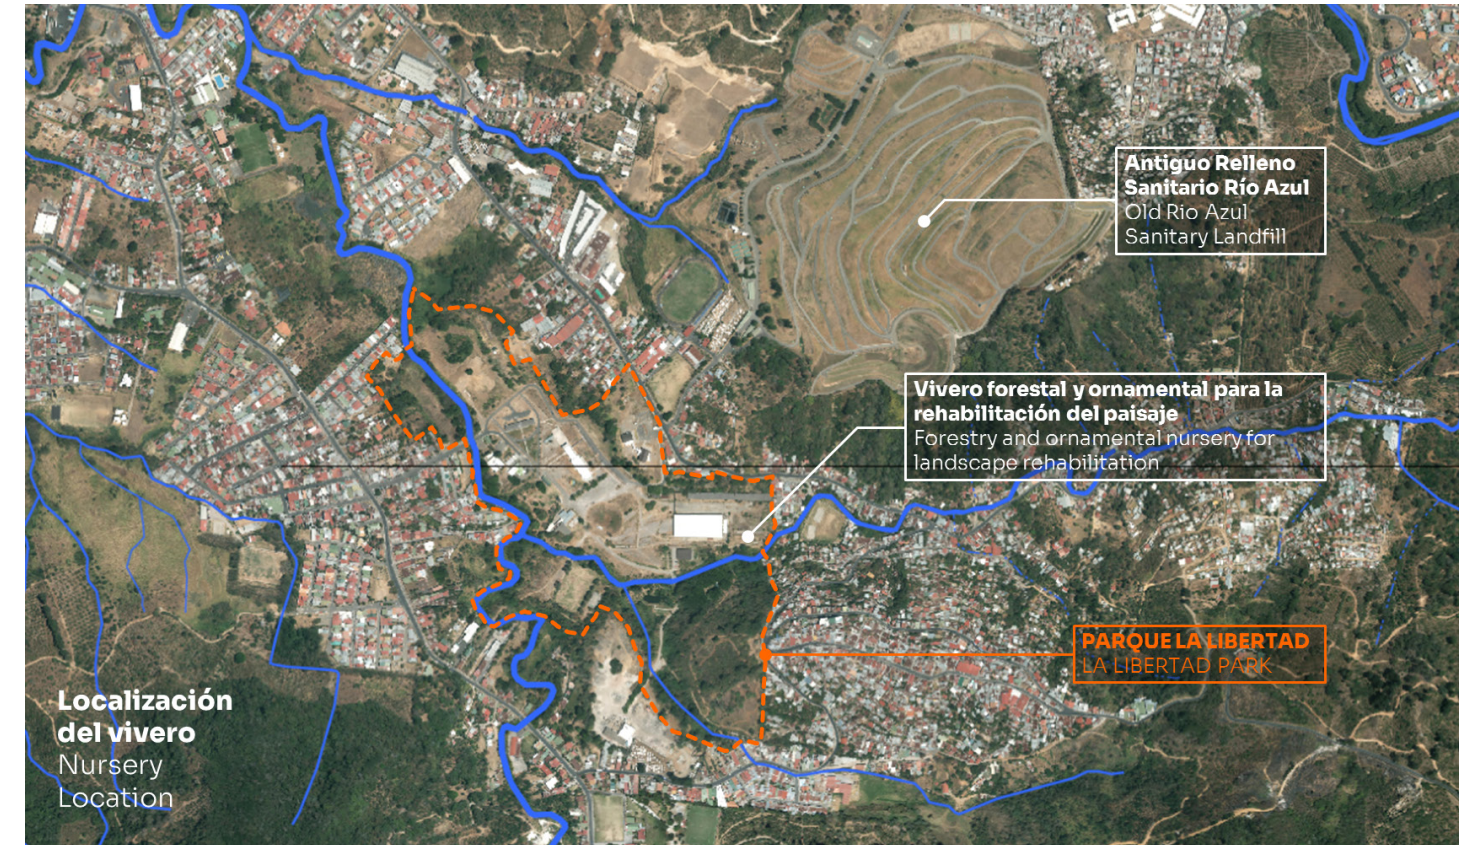 Antiguo Relleno
Sanitario Río Azul
Old Rio Azul
Sanitary Landfill
Vivero forestal y ornamental para la
rehabilitación del paisaje
Forestry and ornamental nursery for
landscape rehabilitation
PARQUE LA LIBERTAD
LA LIBERTAD PARK
Localización
del vivero
Nursery
Location